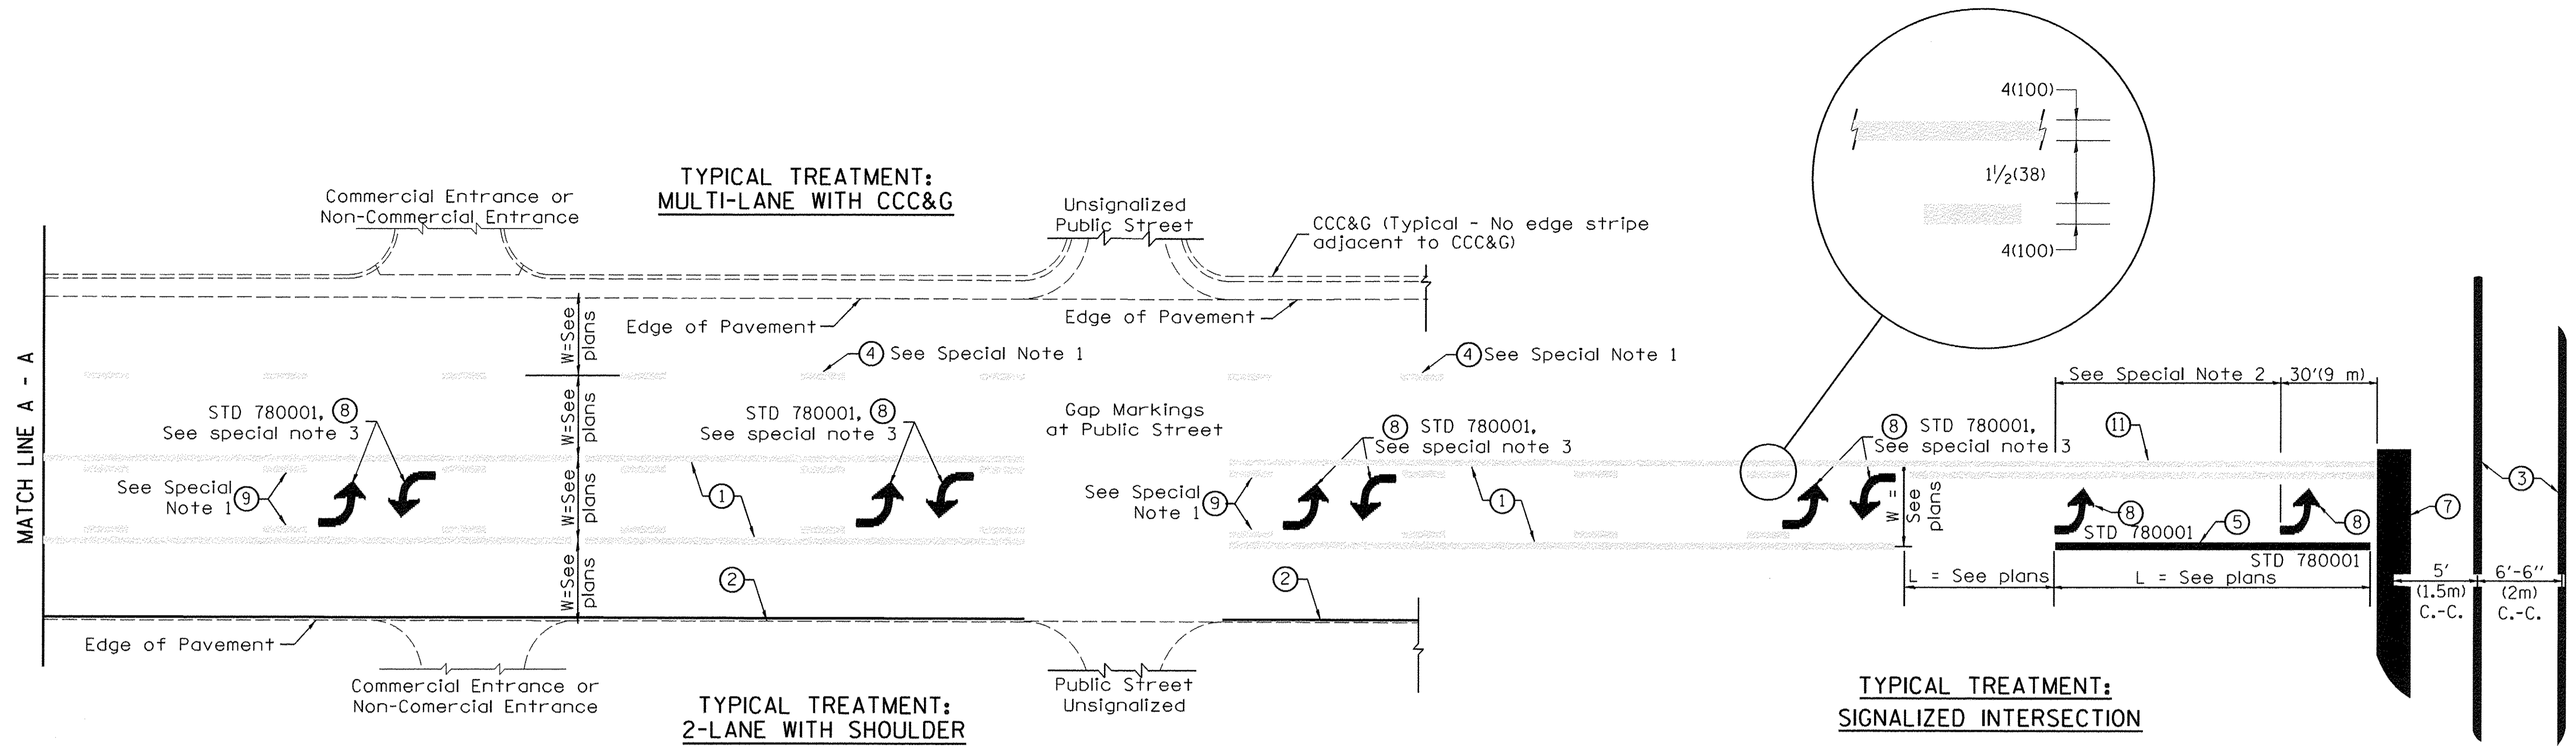 MATCH LINE A - A
Commercial Entrance or
Non-Commercial Entrance
TYPICAL TREATMENT:
MULTI-LANE WITH CCC&G
Unsignalized
Public Street
CCC&G (Typical - No edge stripe
adjacent to CCC&G)
4(100)
1 1/2(38)
4(100)
W=See
plans
Edge of Pavement
Edge of Pavement
4 See Special Note 1
4 See Special Note 1
See Special Note 2
30'(9 m)
STD 780001, 8
See special note 3
W=See
plans
STD 780001, 8
See special note 3
Gap Markings
at Public Street
8 STD 780001,
See special note 3
8 STD 780001,
See special note 3
11
See Special
Note 1 9
W=See
plans
1
See Special
Note 1 9
1
W =
See
plans
8
STD 780001
5
8
STD 780001
7
3
W=See
plans
2
2
L = See plans
L = See plans
5'
(1.5m)
C.-C.
6'-6"
(2m)
C.-C.
Edge of Pavement
Commercial Entrance or
Non-Comercial Entrance
TYPICAL TREATMENT:
2-LANE WITH SHOULDER
Public Street
Unsignalized
TYPICAL TREATMENT:
SIGNALIZED INTERSECTION